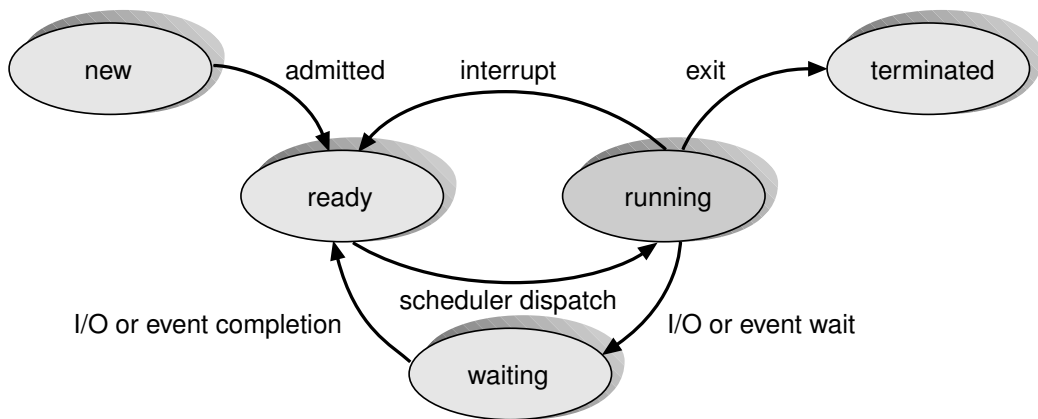 new
admitted
interrupt
exit
terminated
ready
running
scheduler dispatch
I/O or event completion
I/O or event wait
waiting